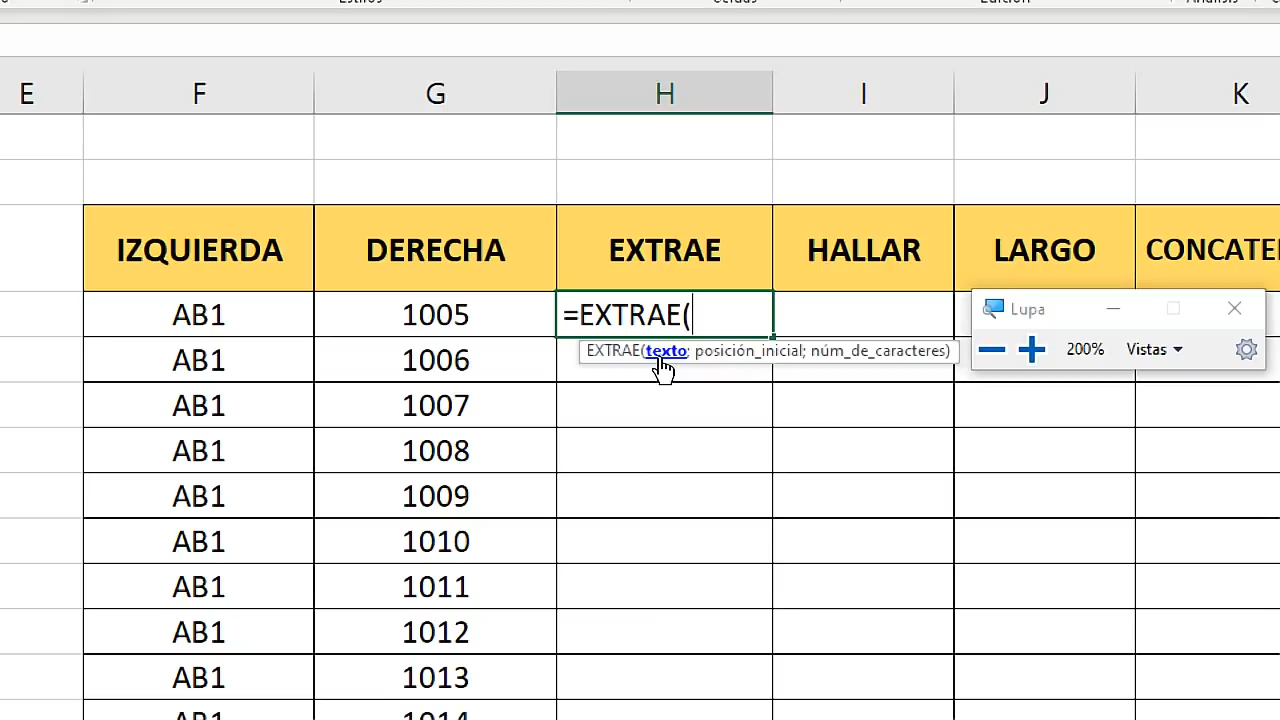 Estilos Celdas Edición Análisis
E F G H I J K
IZQUIERDA DERECHA EXTRAE HALLAR LARGO
AB1 1005 =EXTRAE(
Lupa
EXTRAE(texto; posición_inicial; núm_de_caracteres)
200% Vistas
AB1 1006
AB1 1007
AB1 1008
AB1 1009
AB1 1010
AB1 1011
AB1 1012
AB1 1013
AB1 1014